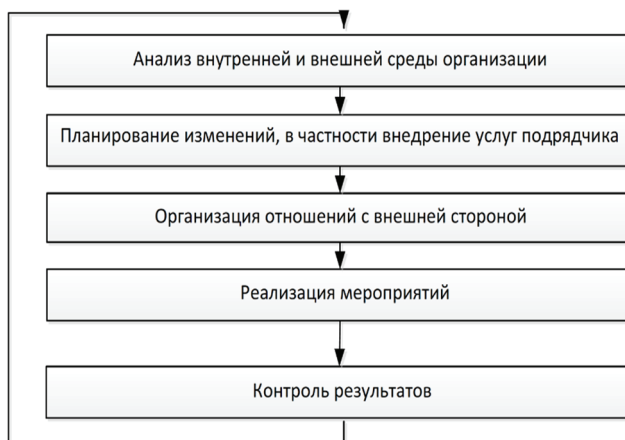 Анализ внутренней и внешней среды организации
Планирование изменений, в частности внедрение услуг подрядчика
Организация отношений с внешней стороной
Реализация мероприятий
Контроль результатов